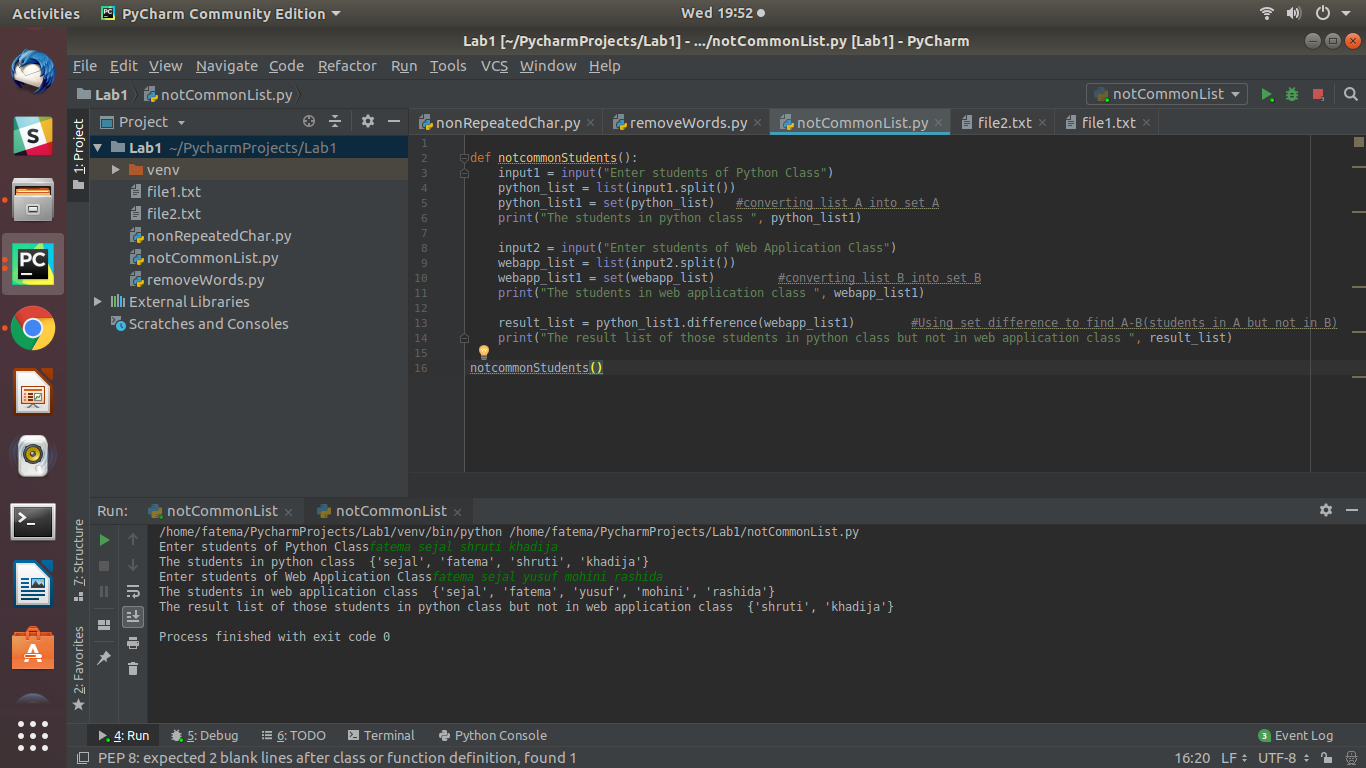 Activities PyCharm Community Edition Wed 19:52
Lab1 [~/PycharmProjects/Lab1] - .../notCommonList.py [Lab1] - PyCharm
File Edit View Navigate Code Refactor Run Tools VCS Window Help
Lab1 notCommonList.py notCommonList
Project
nonRepeatedChar.py removeWords.py notCommonList.py file2.txt file1.txt
1: Project
Lab1 ~/PycharmProjects/Lab1
venv
file1.txt
file2.txt
nonRepeatedChar.py
notCommonList.py
removeWords.py
External Libraries
Scratches and Consoles
1
2 def notcommonStudents():
3 input1 = input("Enter students of Python Class")
4 python_list = list(input1.split())
5 python_list1 = set(python_list) #converting list A into set A
6 print("The students in python class ", python_list1)
7
8 input2 = input("Enter students of Web Application Class")
9 webapp_list = list(input2.split())
10 webapp_list1 = set(webapp_list) #converting list B into set B
11 print("The students in web application class ", webapp_list1)
12
13 result_list = python_list1.difference(webapp_list1) #Using set difference to find A-B(students in A but not in B)
14 print("The result list of those students in python class but not in web application class ", result_list)
15
16 notcommonStudents()
Run: notCommonList notCommonList
7: Structure
2: Favorites
/home/fatema/PycharmProjects/Lab1/venv/bin/python /home/fatema/PycharmProjects/Lab1/notCommonList.py
Enter students of Python Classfatema sejal shruti khadija
The students in python class  {'sejal', 'fatema', 'shruti', 'khadija'}
Enter students of Web Application Classfatema sejal yusuf mohini rashida
The students in web application class  {'sejal', 'fatema', 'yusuf', 'mohini', 'rashida'}
The result list of those students in python class but not in web application class  {'shruti', 'khadija'}
Process finished with exit code 0
4: Run 5: Debug 6: TODO Terminal Python Console 3 Event Log
PEP 8: expected 2 blank lines after class or function definition, found 1 16:20 LF UTF-8